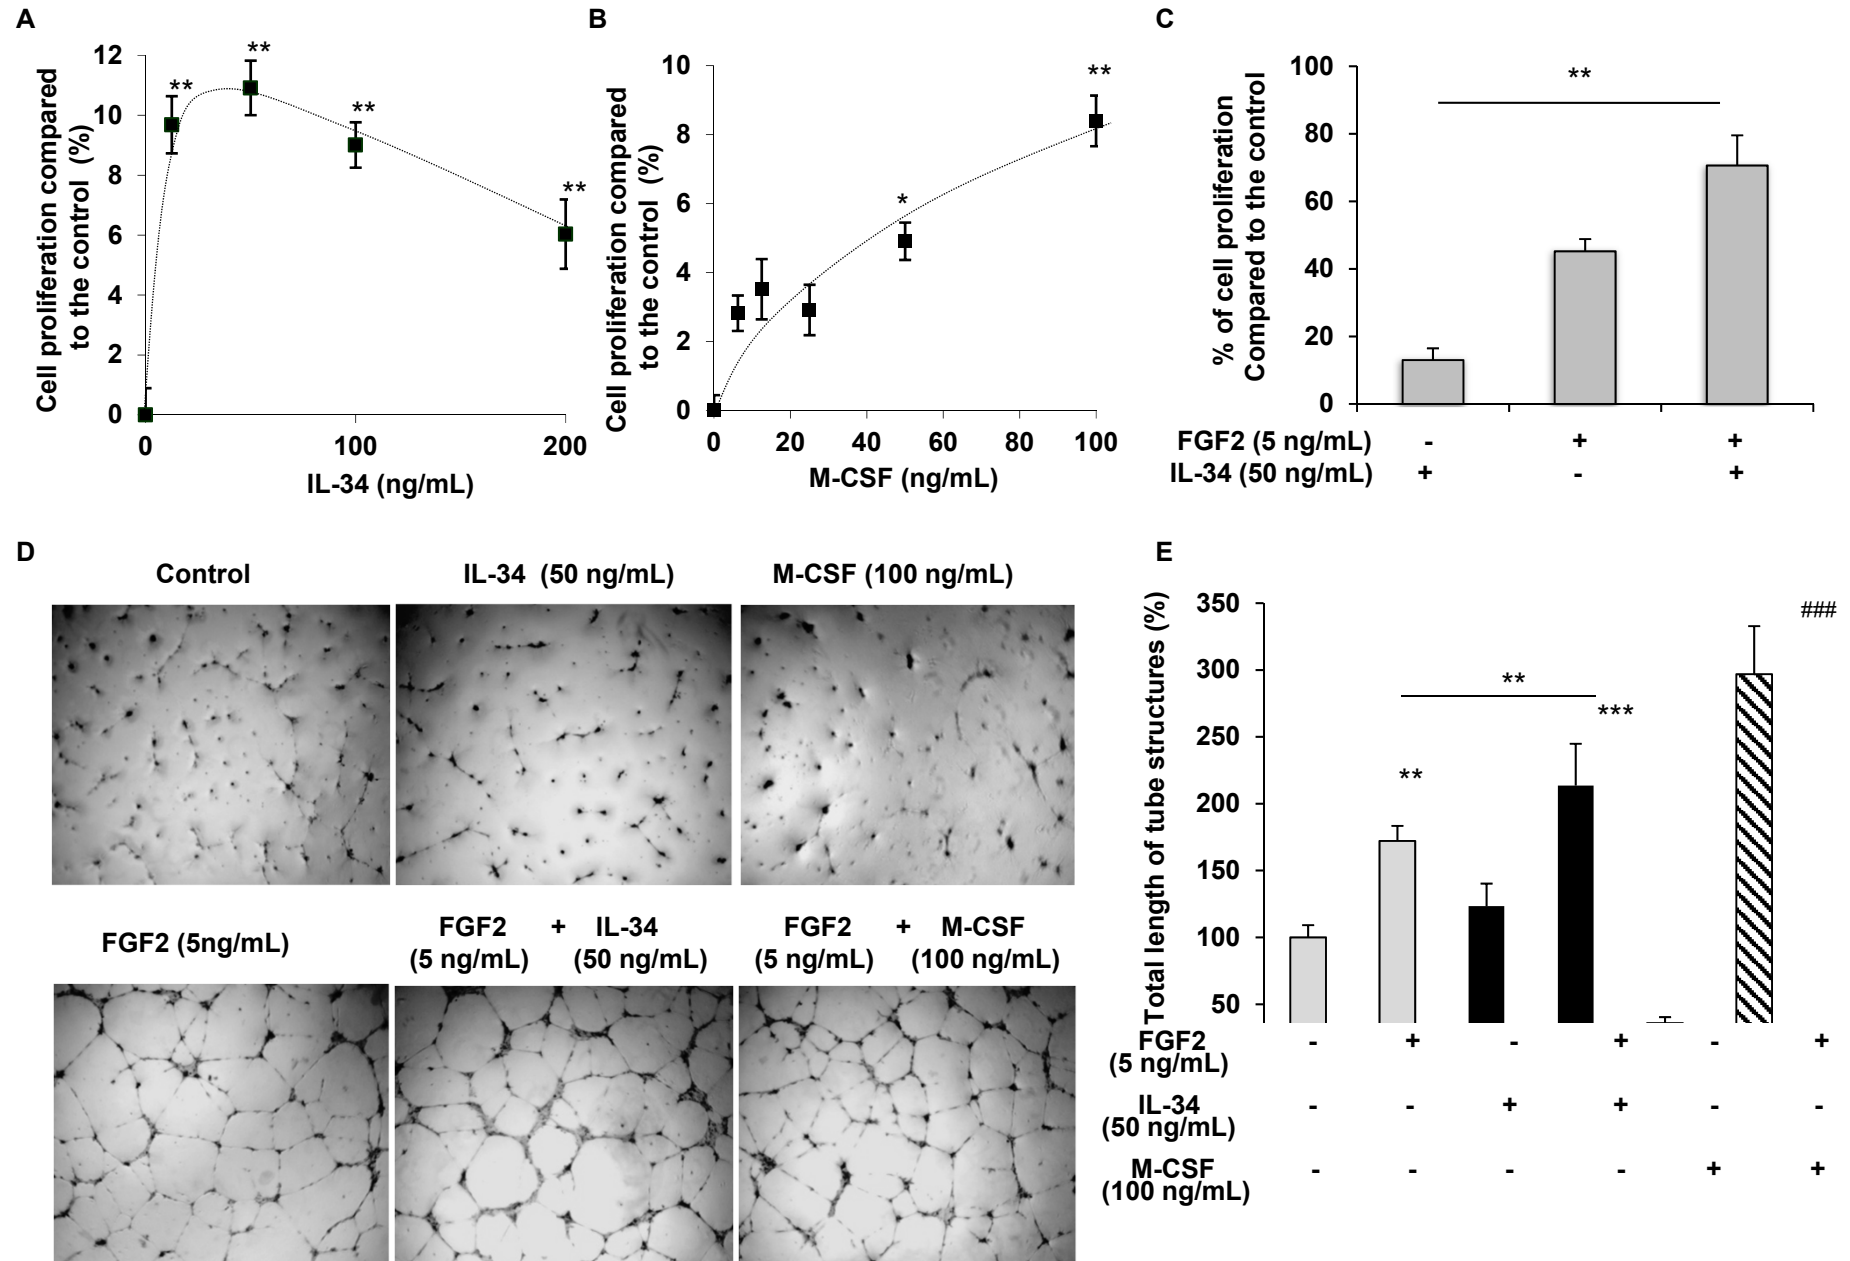 A
12
10
8
6
4
2
0
0
100
200
**
**
**
**
Cell proliferation compared
to the control (%)
IL-34 (ng/mL)
B
10
8
6
4
2
0
0
20
40
60
80
100
*
**
Cell proliferation compared
to the control (%)
M-CSF (ng/mL)
C
100
80
60
40
20
0
**
% of cell proliferation
Compared to the control
FGF2 (5 ng/mL) - + +
IL-34 (50 ng/mL) + - +
D
Control
IL-34 (50 ng/mL)
M-CSF (100 ng/mL)
FGF2 (5ng/mL)
FGF2 + IL-34
(5 ng/mL) (50 ng/mL)
FGF2 + M-CSF
(5 ng/mL) (100 ng/mL)
E
350
300
250
200
150
100
50
**
**
***
###
Total length of tube structures (%)
FGF2 - + - + - +
(5 ng/mL)
IL-34 - - + + - -
(50 ng/mL)
M-CSF - - - - + +
(100 ng/mL)